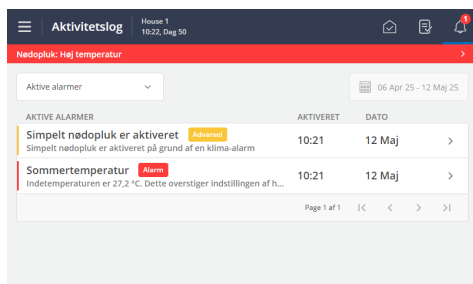 Aktivitetslog
House 1
10:22, Dag 50
1
Nødopluk: Høj temperatur
Aktive alarmer
06 Apr 25 - 12 Maj 25
AKTIVE ALARMER AKTIVERET DATO
Simpelt nødopluk er aktiveret Advarsel 10:21 12 Maj
Simpelt nødopluk er aktiveret på grund af en klima-alarm
Sommertemperatur Alarm 10:21 12 Maj
Indetemperaturen er 27,2 °C. Dette overstiger indstillingen af h...
Page 1 af 1